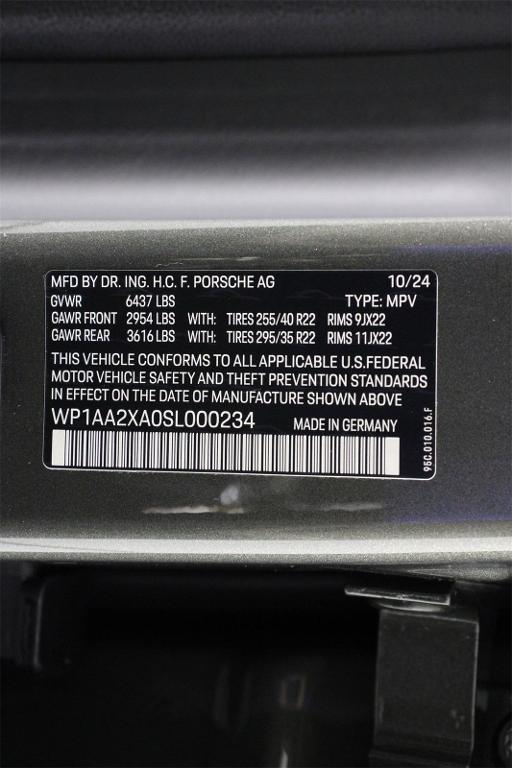 MFD BY DR. ING. H.C. F. PORSCHE AG 10/24
GVWR 6437 LBS TYPE: MPV
GAWR FRONT 2954 LBS WITH: TIRES 255/40 R22 RIMS 9JX22
GAWR REAR 3616 LBS WITH: TIRES 295/35 R22 RIMS 11JX22
THIS VEHICLE CONFORMS TO ALL APPLICABLE U.S.FEDERAL
MOTOR VEHICLE SAFETY AND THEFT PREVENTION STANDARDS
IN EFFECT ON THE DATE OF MANUFACTURE SHOWN ABOVE
WP1AA2XA0SL000234 MADE IN GERMANY
95C.010.016.F